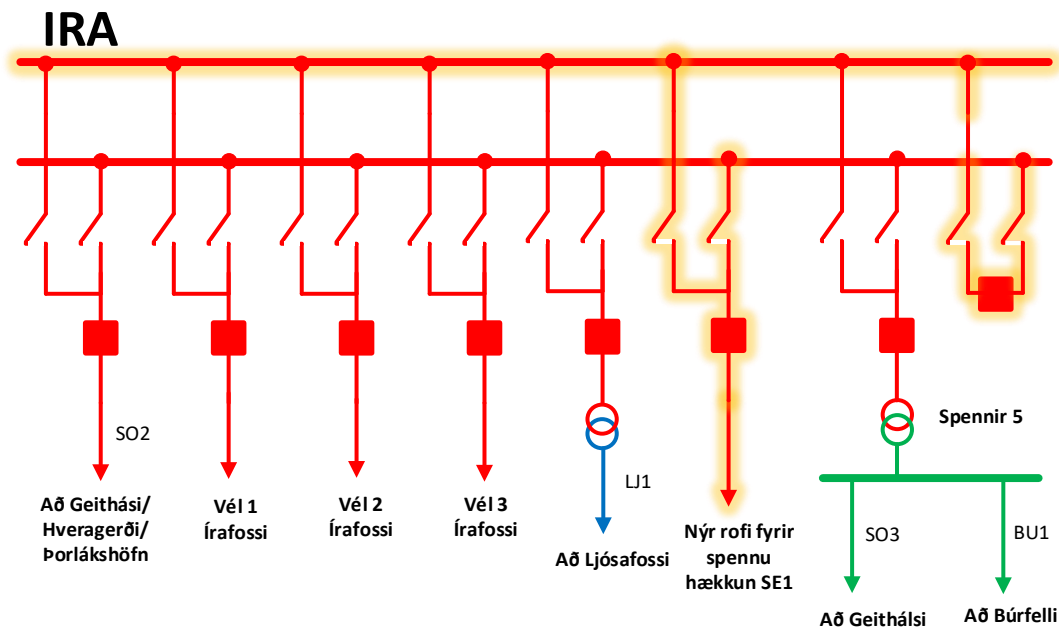 IRA
SO2
Að Geithási/
Hveragerði/
Þorlákshöfn
Vél 1
Írafossi
Vél 2
Írafossi
Vél 3
Írafossi
LJ1
Að Ljósafossi
Nýr rofi fyrir
spennu
hækkun SE1
Spennir 5
SO3
BU1
Að Geithálsi
Að Búrfelli